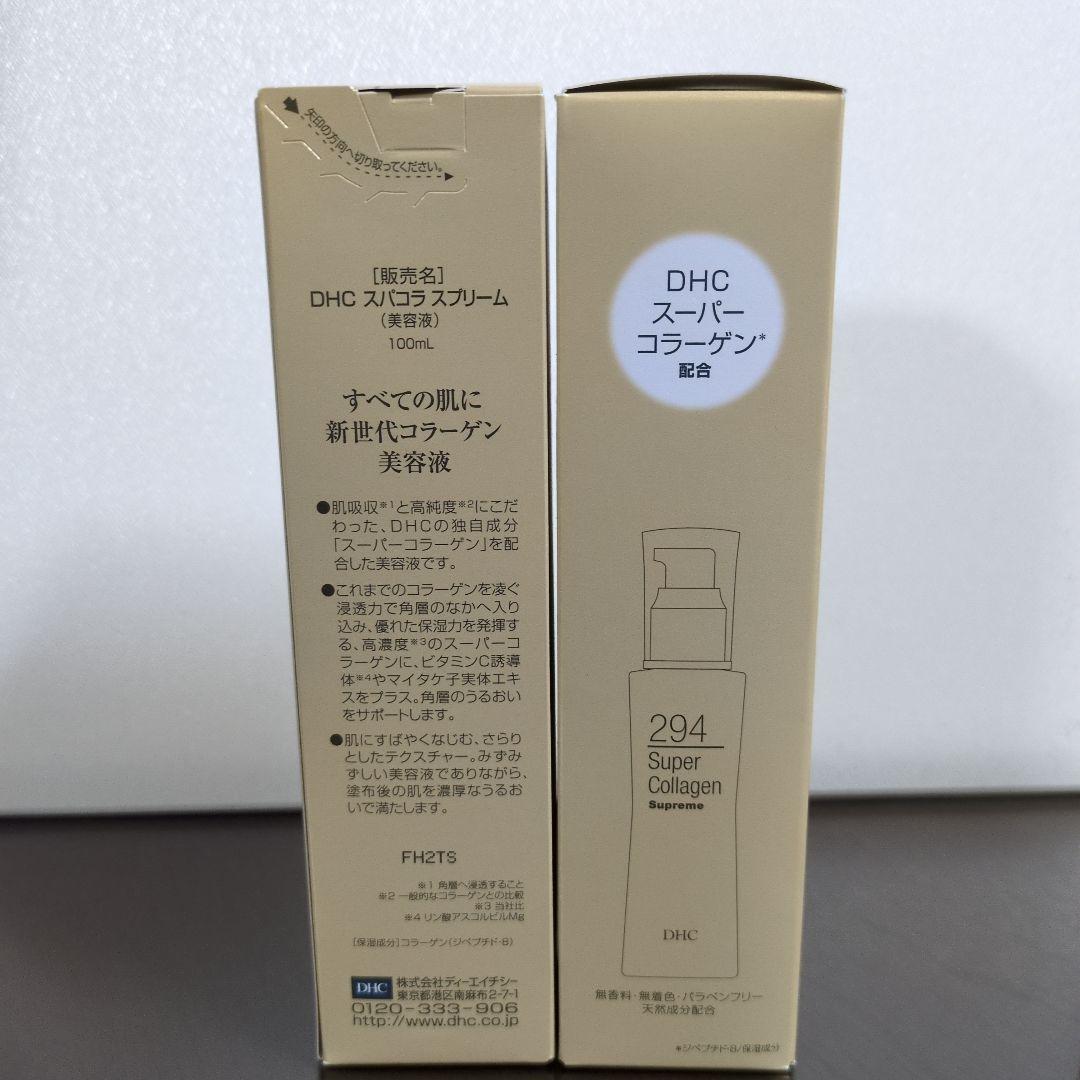 矢印の方向へ切り取ってください。
[販売名]
DHC スパコラ スプリーム
(美容液)
100mL
すべての肌に
新世代コラーゲン
美容液
●肌吸収※1と高純度※2にこだ
わった、DHCの独自成分
「スーパーコラーゲン」を配
合した美容液です。
●これまでのコラーゲンを凌ぐ
浸透力で角層のなかへ入り
込み、優れた保湿力を発揮す
る、高濃度※3のスーパーコ
ラーゲンに、ビタミンC誘導
体※4やマイタケ子実体エキ
スをプラス。角層のうるおい
をサポートします。
●肌にすばやくなじむ、さらり
としたテクスチャー。みずみ
ずしい美容液でありながら、
塗布後の肌を濃厚なうるお
いで満たします。
FH2TS
※1 角層へ浸透すること
※2 一般的なコラーゲンとの比較
※3 当社比
※4 リン酸アスコルビルMg
[保湿成分]コラーゲン(ジペプチド-8)
DHC 株式会社ディーエイチシー
東京都港区南麻布2-7-1
0120-333-906
http://www.dhc.co.jp
DHC
スーパー
コラーゲン*
配合
294
Super
Collagen
Supreme
DHC
無香料・無着色・パラベンフリー
天然成分配合
*ジペプチド-8/保湿成分